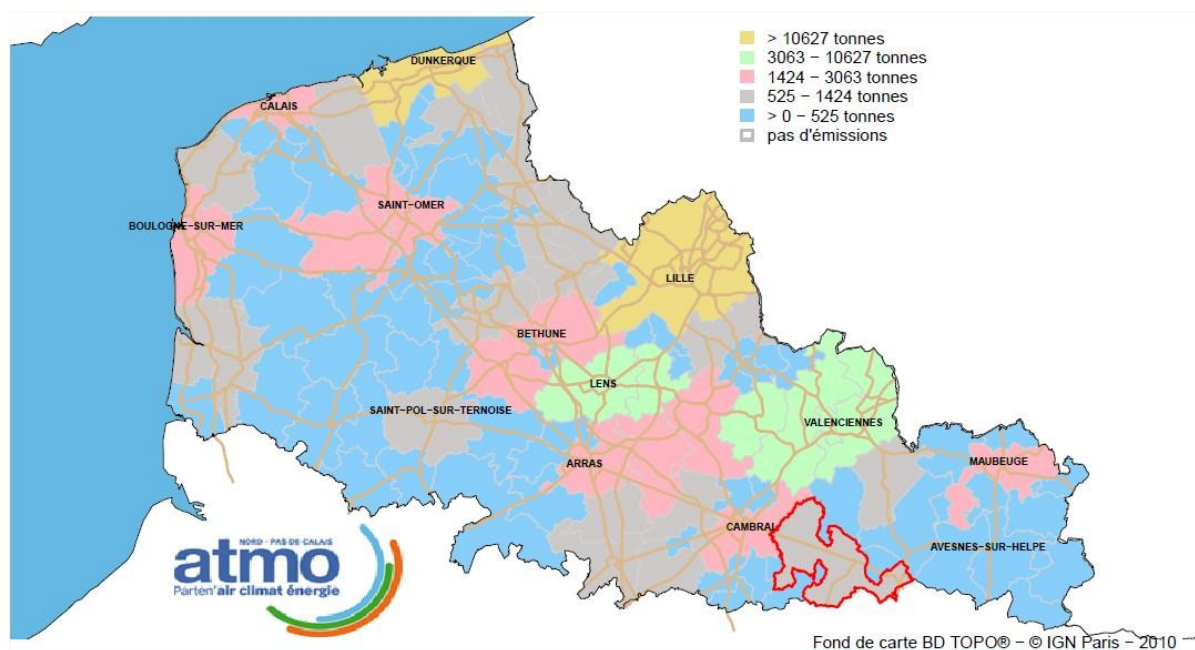 > 10627 tonnes
3063 − 10627 tonnes
1424 − 3063 tonnes
525 − 1424 tonnes
> 0 − 525 tonnes
pas d'émissions
DUNKERQUE
CALAIS
SAINT−OMER
BOULOGNE−SUR−MER
LILLE
BETHUNE
LENS
SAINT−POL−SUR−TERNOISE
VALENCIENNES
ARRAS
MAUBEUGE
CAMBRAI
AVESNES−SUR−HELPE
NORD - PAS-DE-CALAIS
atmo
Parten'air climat énergie
Fond de carte BD TOPO® − © IGN Paris − 2010